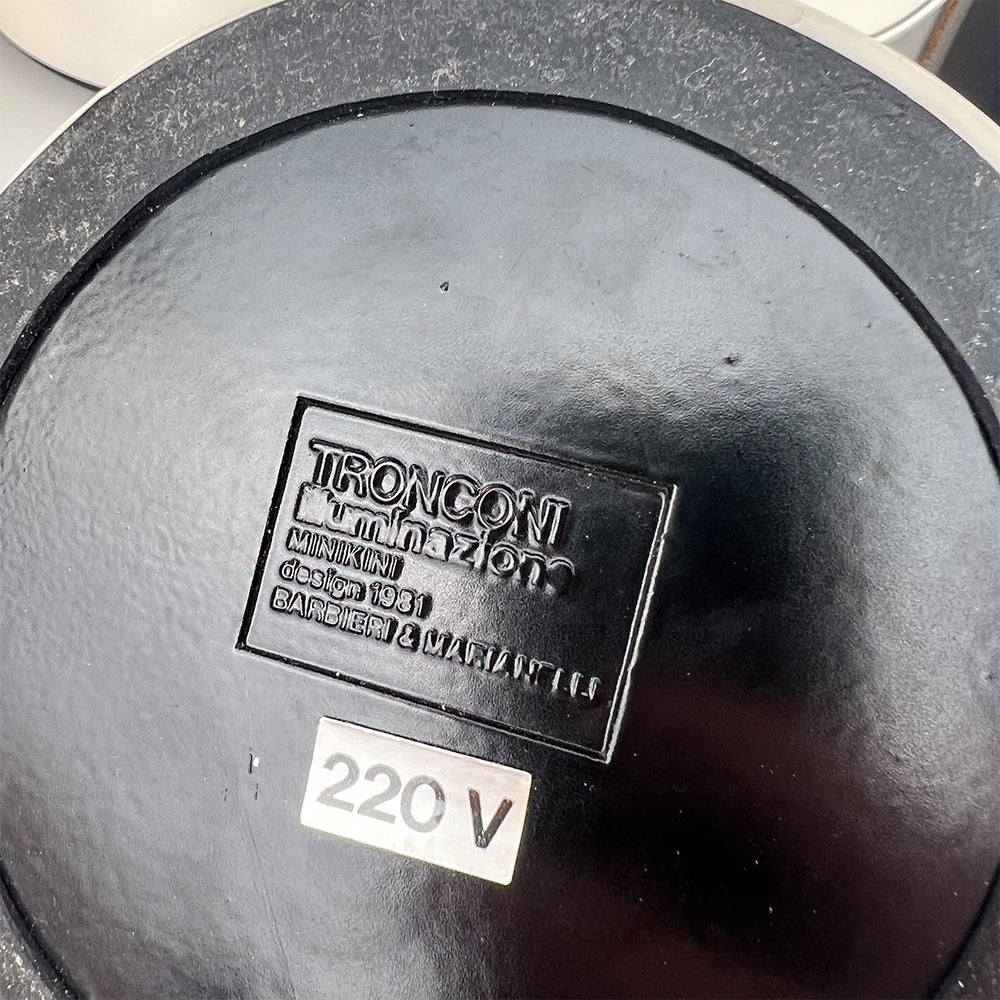 TRONCONI
illuminazione
MINIKINI
design 1981
BARBIERI & MARIANELLI
220 V